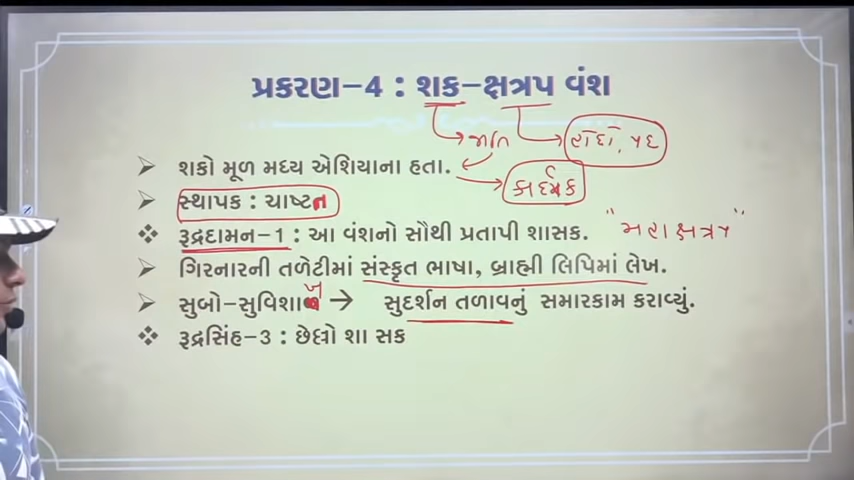 પ્રકરણ-4 : શક-ક્ષત્રપ વંશ
જાતિ
હોદ્દો, પદ
શકો મૂળ મધ્ય એશિયાના હતા.
કાર્દમક
સ્થાપક : ચાષ્ટન
રૂદ્રદામન-1 : આ વંશનો સૌથી પ્રતાપી શાસક.
"મહાક્ષત્રપ"
ગિરનારની તળેટીમાં સંસ્કૃત ભાષા, બ્રાહ્મી લિપિમાં લેખ.
સુબો-સુવિશાખ → સુદર્શન તળાવનું સમારકામ કરાવ્યું.
રૂદ્રસિંહ-3 : છેલ્લો શા સક